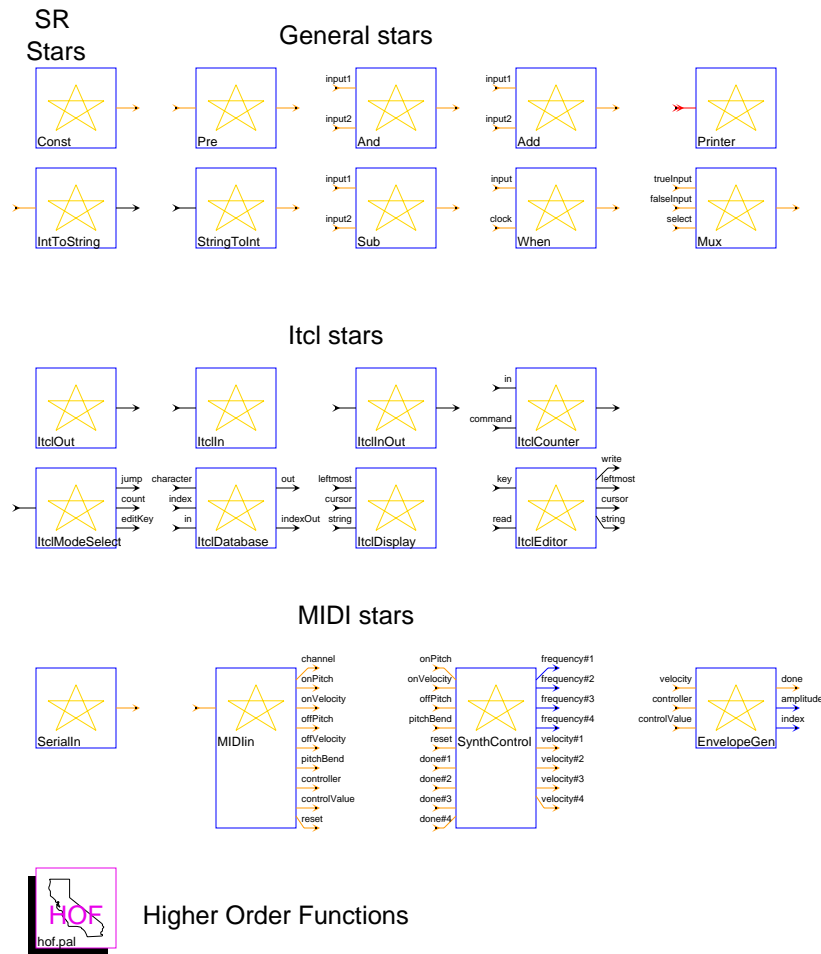 SR
Stars
General stars
Const
Pre
input1
input2
And
input1
input2
Add
Printer
IntToString
StringToInt
input1
input2
Sub
input
clock
When
trueInput
falseInput
select
Mux
Itcl stars
ItclOut
ItclIn
ItclInOut
in
command
ItclCounter
jump
count
editKey
ItclModeSelect
character
index
in
out
indexOut
ItclDatabase
leftmost
cursor
string
ItclDisplay
key
read
write
leftmost
cursor
string
ItclEditor
MIDI stars
SerialIn
MIDIin
channel
onPitch
onVelocity
offPitch
offVelocity
pitchBend
controller
controlValue
reset
onPitch
onVelocity
offPitch
pitchBend
reset
done#1
done#2
done#3
done#4
SynthControl
frequency#1
frequency#2
frequency#3
frequency#4
velocity#1
velocity#2
velocity#3
velocity#4
velocity
controller
controlValue
EnvelopeGen
done
amplitude
index
HOF
hof.pal
Higher Order Functions